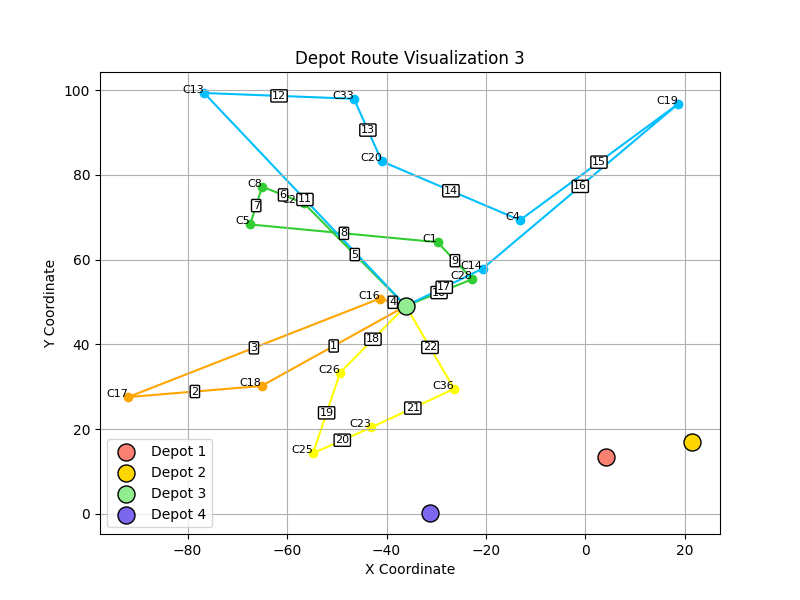 Depot Route Visualization 3
100
80
60
40
20
0
Y Coordinate
−80
−60
−40
−20
0
20
X Coordinate
C13
12
C33
13
C20
14
C4
15
16
C19
C8
6
11
7
C5
8
C1
9
5
C14
C28
17
C16
4
3
1
18
22
C17
2
C18
C26
C36
19
21
C23
20
C25
Depot 1
Depot 2
Depot 3
Depot 4